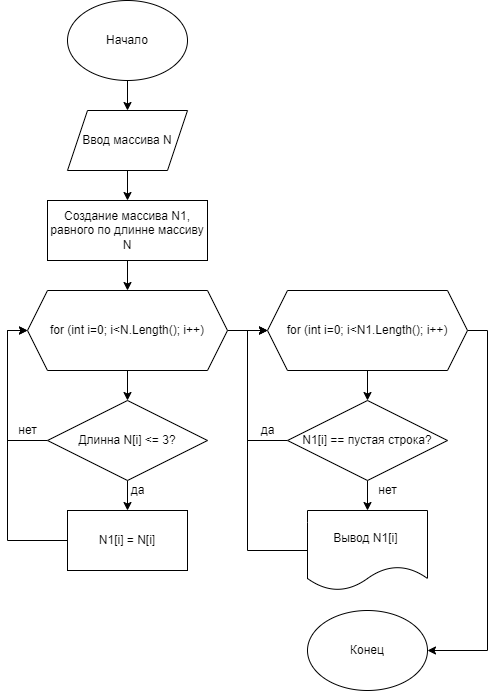 Начало
Ввод массива N
Создание массива N1,
равного по длинне массиву
N
for (int i=0; i<N.Length(); i++)
for (int i=0; i<N1.Length(); i++)
нет
Длинна N[i] <= 3?
да
N1[i] == пустая строка?
да
нет
N1[i] = N[i]
Вывод N1[i]
Конец